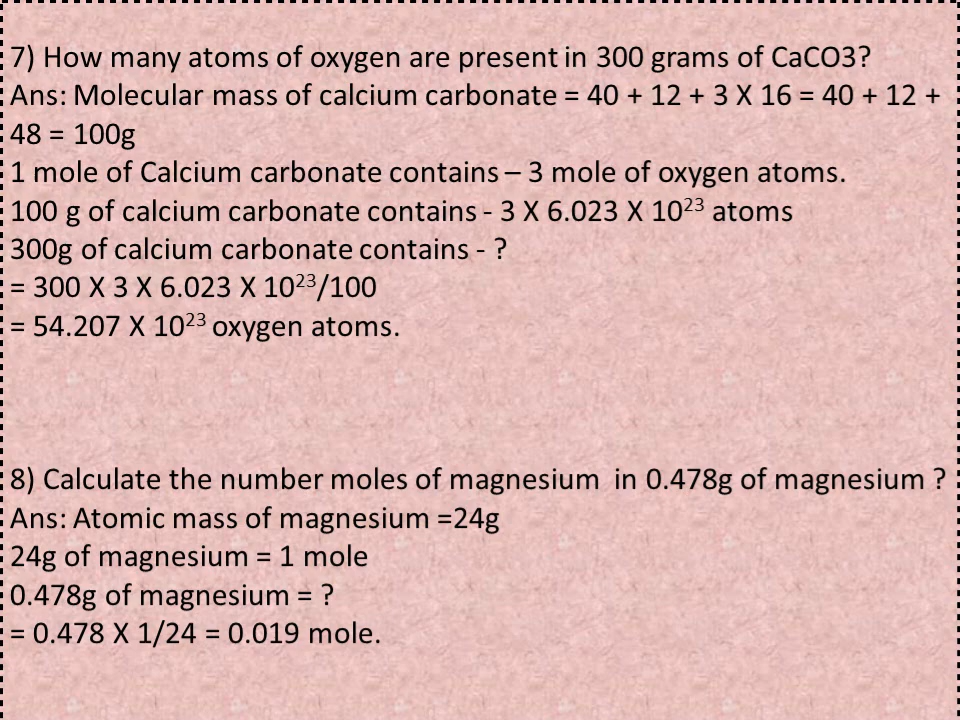 7) How many atoms of oxygen are present in 300 grams of CaCO3?
Ans: Molecular mass of calcium carbonate = 40 + 12 + 3 X 16 = 40 + 12 +
48 = 100g
1 mole of Calcium carbonate contains – 3 mole of oxygen atoms.
100 g of calcium carbonate contains - 3 X 6.023 X 10²³ atoms
300g of calcium carbonate contains - ?
= 300 X 3 X 6.023 X 10²³/100
= 54.207 X 10²³ oxygen atoms.
8) Calculate the number moles of magnesium  in 0.478g of magnesium ?
Ans: Atomic mass of magnesium =24g
24g of magnesium = 1 mole
0.478g of magnesium = ?
= 0.478 X 1/24 = 0.019 mole.